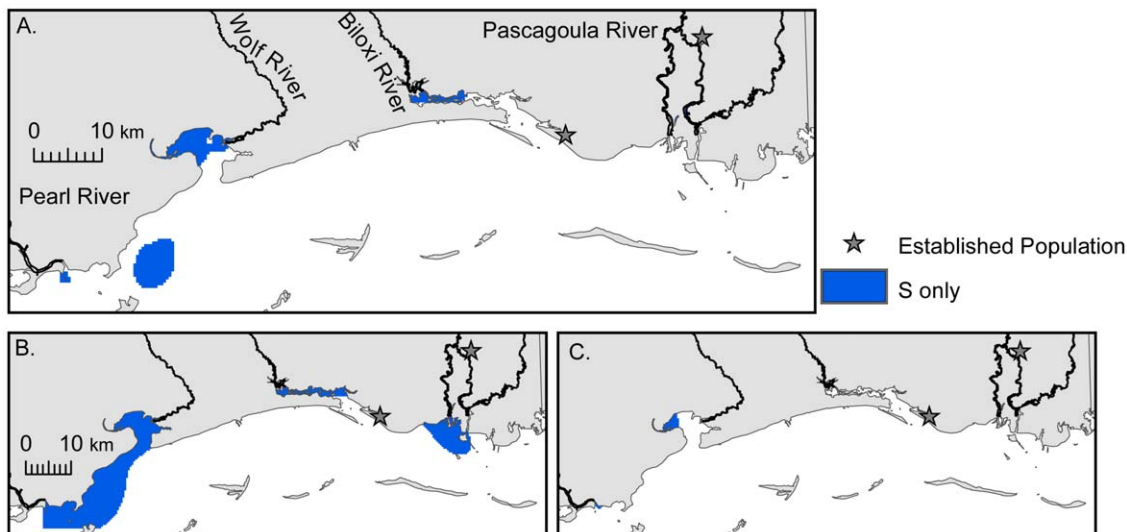 A.
Wolf River
Biloxi River
Pascagoula River
0 10 km
Pearl River
Established Population
S only
B.
0 10 km
C.